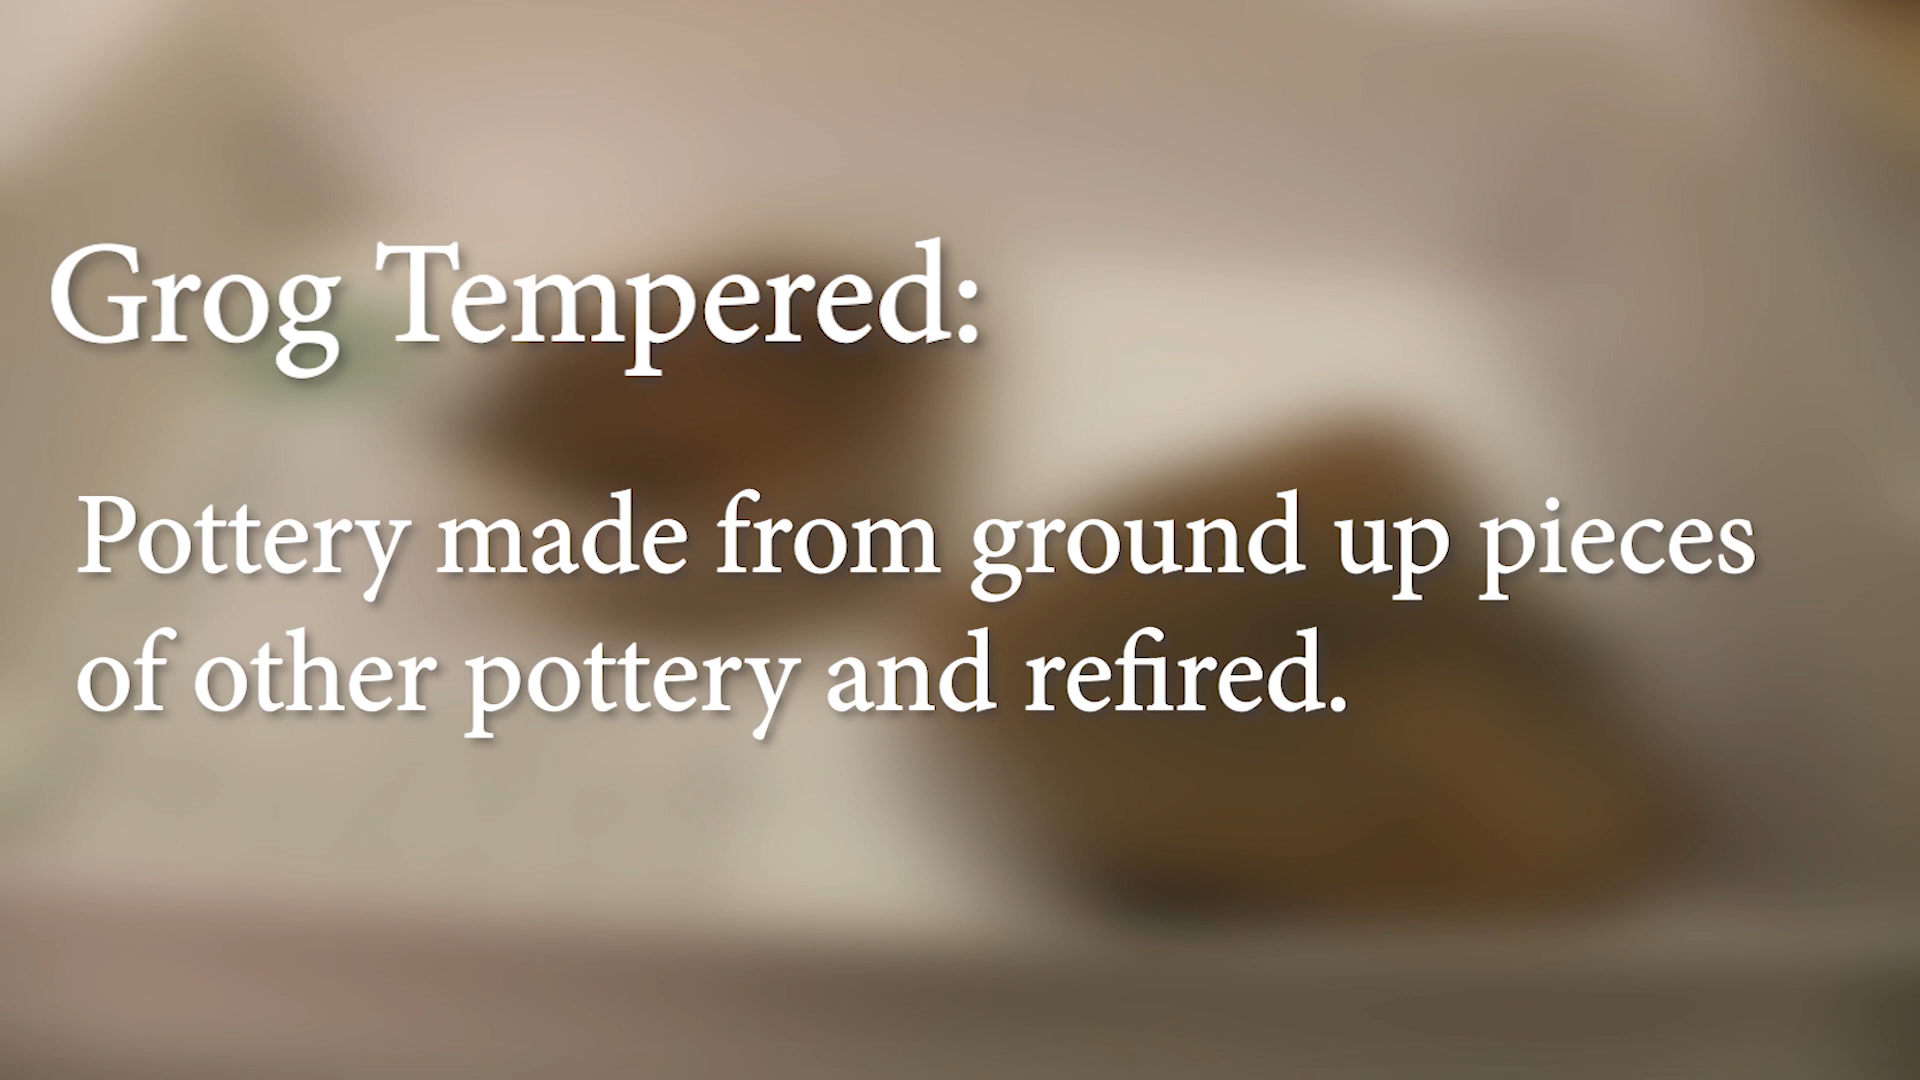 Grog Tempered:
Pottery made from ground up pieces
of other pottery and refired.